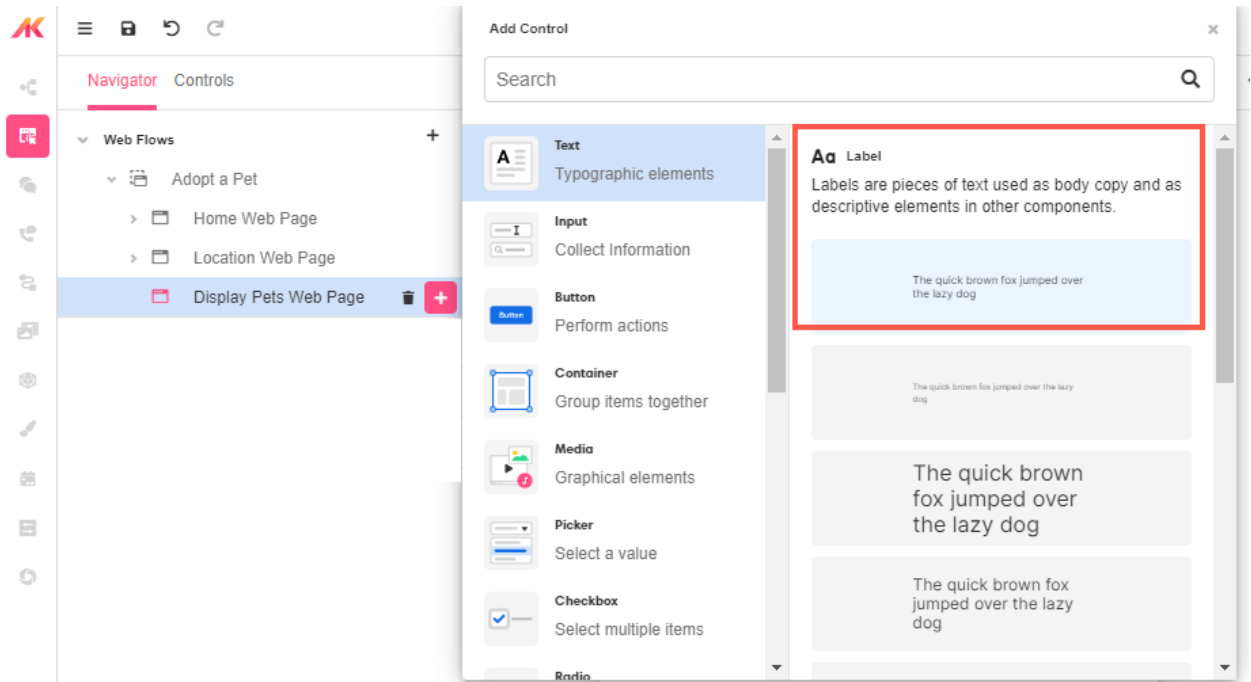 Navigator Controls
Web Flows
Adopt a Pet
Home Web Page
Location Web Page
Display Pets Web Page
Add Control
Search
Text
Typographic elements
Input
Collect Information
Button
Button
Perform actions
Container
Group items together
Media
Graphical elements
Picker
Select a value
Checkbox
Select multiple items
Radio
Aa Label
Labels are pieces of text used as body copy and as
descriptive elements in other components.
The quick brown fox jumped over
the lazy dog
The quick brown fox jumped over the lazy
dog
The quick brown
fox jumped over
the lazy dog
The quick brown fox
jumped over the lazy
dog